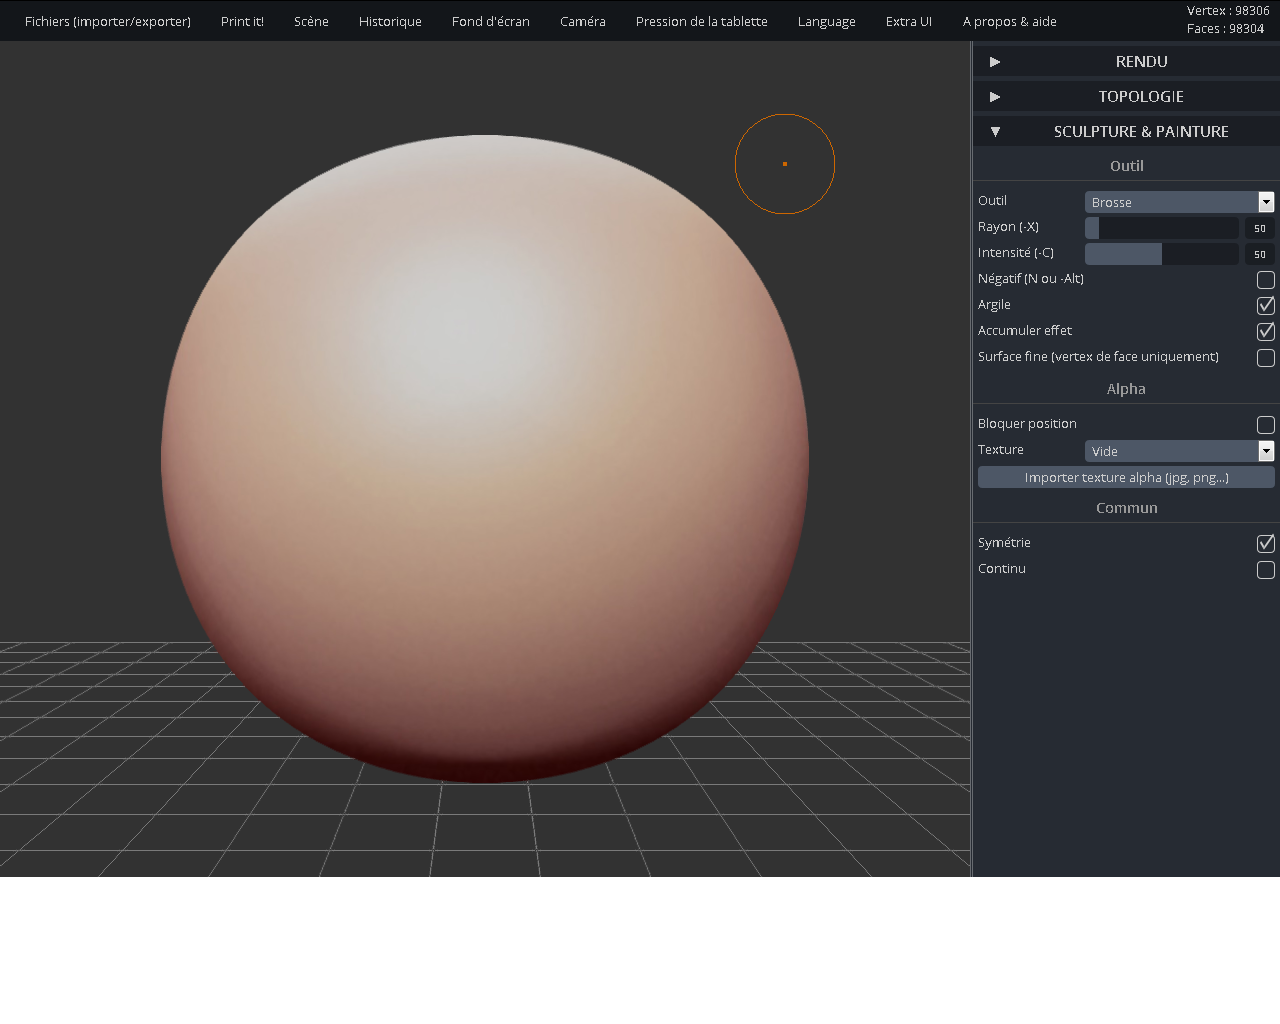 Fichiers (importer/exporter) Print it! Scène Historique Fond d'écran Caméra Pression de la tablette Language Extra UI A propos & aide
Vertex : 98306
Faces : 98304
RENDU
TOPOLOGIE
SCULPTURE & PAINTURE
Outil
Outil Brosse
Rayon (-X) 50
Intensité (-C) 50
Négatif (N ou -Alt)
Argile
Accumuler effet
Surface fine (vertex de face uniquement)
Alpha
Bloquer position
Texture Vide
Importer texture alpha (jpg, png...)
Commun
Symétrie
Continu